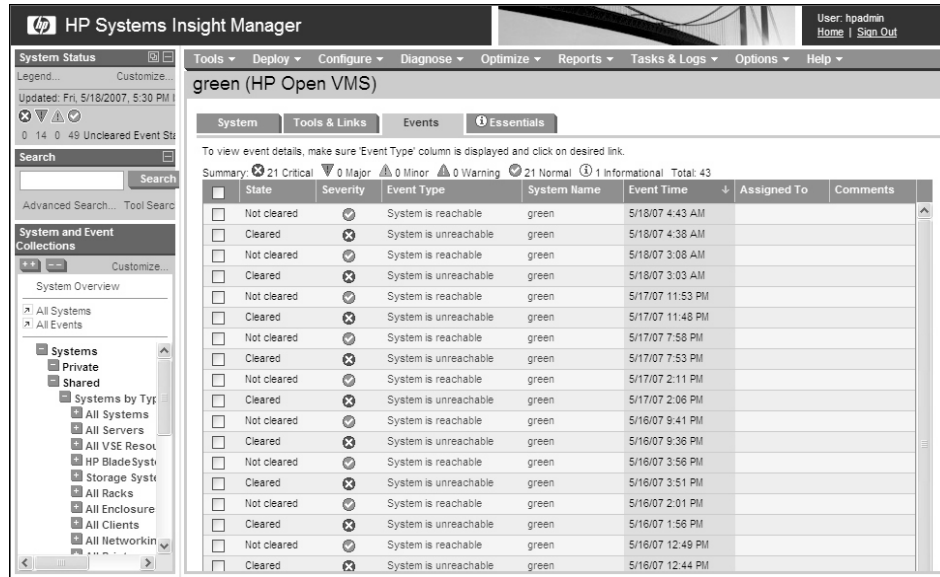 HP Systems Insight Manager
User: hpadmin
Home | Sign Out
System Status
Legend... Customize...
Updated: Fri, 5/18/2007, 5:30 PM
0 14 0 49 Uncleared Event Sta
Search
Search
Advanced Search... Tool Searc
System and Event
Collections
Customize...
System Overview
All Systems
All Events
Systems
Private
Shared
Systems by Typ
All Systems
All Servers
All VSE Resou
HP BladeSyste
Storage Syste
All Racks
All Enclosure
All Clients
All Networkin
Tools Deploy Configure Diagnose Optimize Reports Tasks & Logs Options Help
green (HP Open VMS)
System Tools & Links Events Essentials
To view event details, make sure 'Event Type' column is displayed and click on desired link.
Summary: 21 Critical 0 Major 0 Minor 0 Warning 21 Normal 1 Informational Total: 43
State Severity Event Type System Name Event Time Assigned To Comments
Not cleared System is reachable green 5/18/07 4:43 AM
Cleared System is unreachable green 5/18/07 4:38 AM
Not cleared System is reachable green 5/18/07 3:08 AM
Cleared System is unreachable green 5/18/07 3:03 AM
Not cleared System is reachable green 5/17/07 11:53 PM
Cleared System is unreachable green 5/17/07 11:48 PM
Not cleared System is reachable green 5/17/07 7:58 PM
Cleared System is unreachable green 5/17/07 7:53 PM
Not cleared System is reachable green 5/17/07 2:11 PM
Cleared System is unreachable green 5/17/07 2:06 PM
Not cleared System is reachable green 5/16/07 9:41 PM
Cleared System is unreachable green 5/16/07 9:36 PM
Not cleared System is reachable green 5/16/07 3:56 PM
Cleared System is unreachable green 5/16/07 3:51 PM
Not cleared System is reachable green 5/16/07 2:01 PM
Cleared System is unreachable green 5/16/07 1:56 PM
Not cleared System is reachable green 5/16/07 12:49 PM
Cleared System is unreachable green 5/16/07 12:44 PM